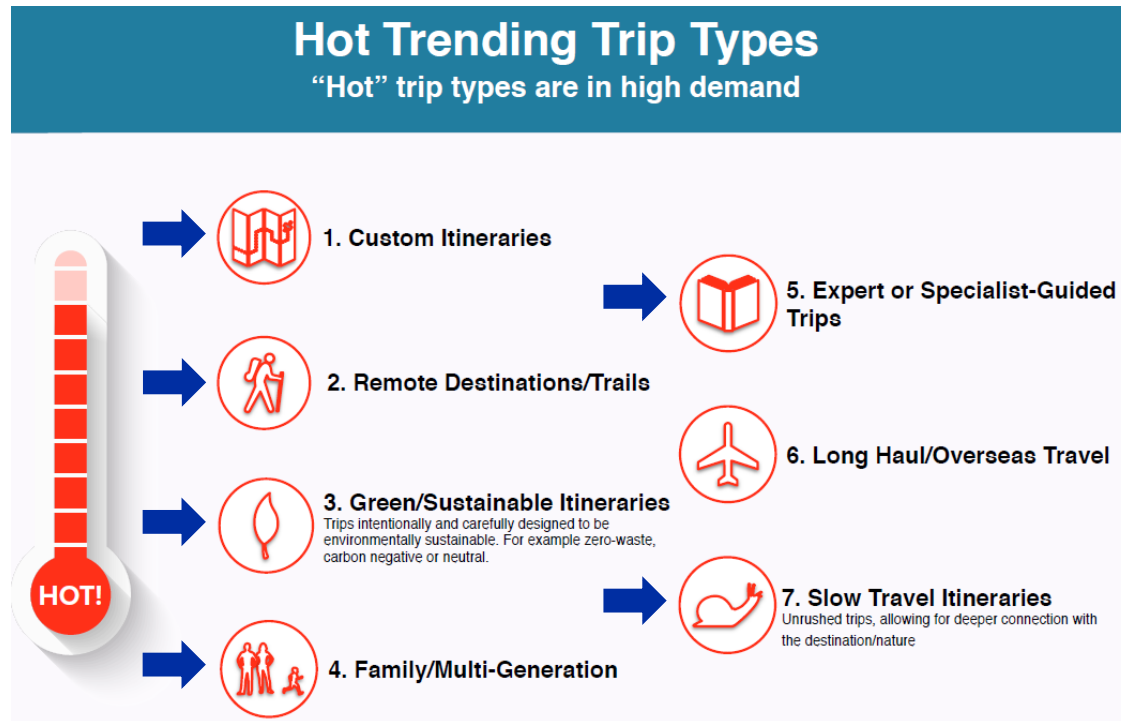 Hot Trending Trip Types
“Hot” trip types are in high demand
HOT!
1. Custom Itineraries
2. Remote Destinations/Trails
3. Green/Sustainable Itineraries
Trips intentionally and carefully designed to be
environmentally sustainable. For example zero-waste,
carbon negative or neutral.
4. Family/Multi-Generation
5. Expert or Specialist-Guided
Trips
6. Long Haul/Overseas Travel
7. Slow Travel Itineraries
Unrushed trips, allowing for deeper connection with
the destination/nature